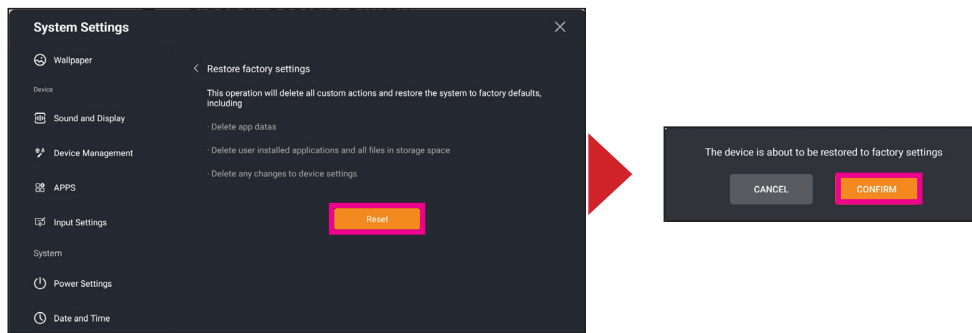 System Settings
Wallpaper
Device
Sound and Display
Device Management
APPS
Input Settings
System
Power Settings
Date and Time
Restore factory settings
This operation will delete all custom actions and restore the system to factory defaults,
including
· Delete app datas
· Delete user installed applications and all files in storage space
· Delete any changes to device settings
Reset
The device is about to be restored to factory settings
CANCEL
CONFIRM